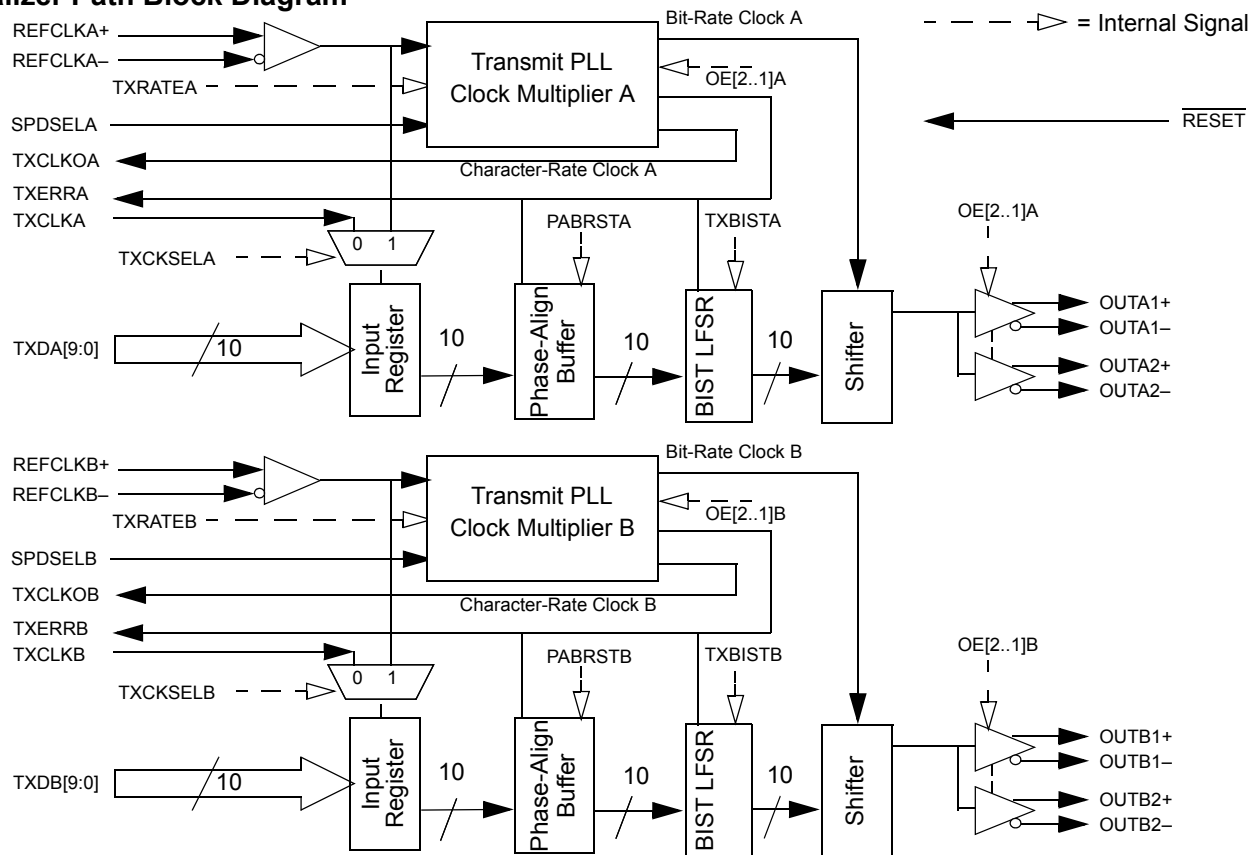 alizer Path Block Diagram
REFCLKA+
REFCLKA–
TXRATEA
SPDSELA
TXCLKOA
TXERRA
TXCLKA
TXCKSELA
TXDA[9:0]
Transmit PLL
Clock Multiplier A
Bit-Rate Clock A
OE[2..1]A
Character-Rate Clock A
= Internal Signal
RESET
0 1
PABRSTA
TXBISTA
OE[2..1]A
10
Input
Register
10
Phase-Align
Buffer
10
BIST LFSR
10
Shifter
OUTA1+
OUTA1–
OUTA2+
OUTA2–
REFCLKB+
REFCLKB–
TXRATEB
SPDSELB
TXCLKOB
TXERRB
TXCLKB
TXCKSELB
TXDB[9:0]
Transmit PLL
Clock Multiplier B
Bit-Rate Clock B
OE[2..1]B
Character-Rate Clock B
0 1
PABRSTB
TXBISTB
OE[2..1]B
10
Input
Register
10
Phase-Align
Buffer
10
BIST LFSR
10
Shifter
OUTB1+
OUTB1–
OUTB2+
OUTB2–